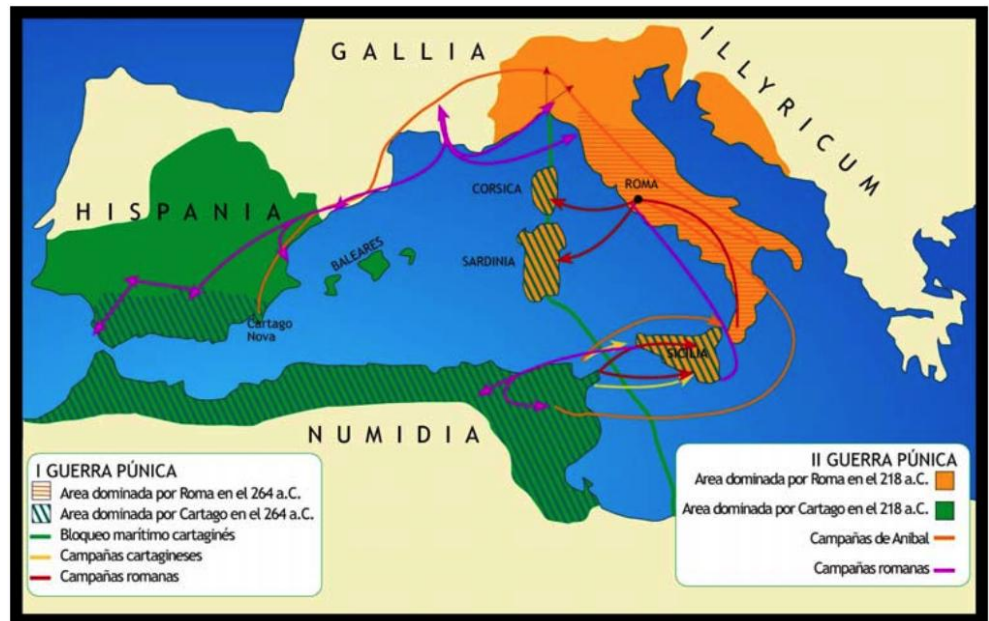 GALLIA
ILLYRICUM
HISPANIA
CORSICA
ROMA
BALEARES
SARDINIA
Cartago
Nova
SICILIA
NUMIDIA
I GUERRA PÚNICA
Area dominada por Roma en el 264 a.C.
Area dominada por Cartago en el 264 a.C.
Bloqueo marítimo cartaginés
Campañas cartagineses
Campañas romanas
II GUERRA PÚNICA
Area dominada por Roma en el 218 a.C.
Area dominada por Cartago en el 218 a.C.
Campañas de Anibal
Campañas romanas